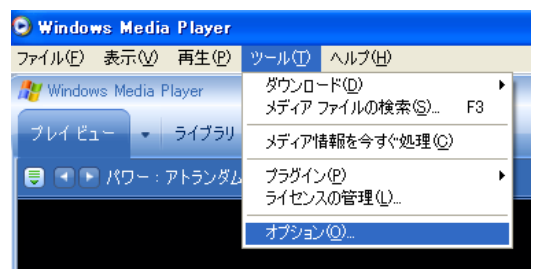 Windows Media Player
ファイル(F) 表示(V) 再生(P) ツール(T) ヘルプ(H)
Windows Media Player
プレイ ビュー ライブラリ
パワー : アトランダム
ダウンロード(D)
メディア ファイルの検索(S)... F3
メディア情報を今すぐ処理(C)
プラグイン(P)
ライセンスの管理(L)...
オプション(O)...